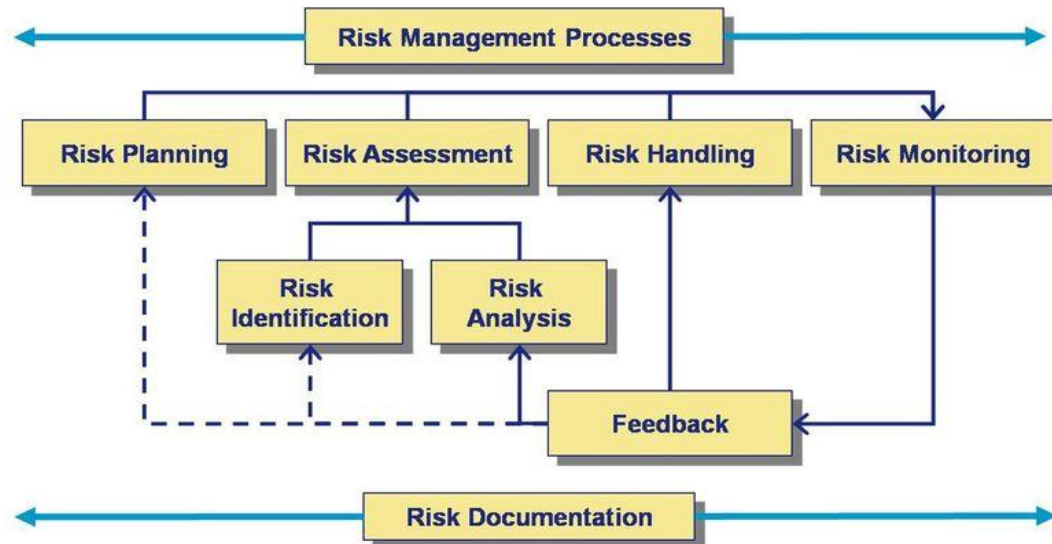 Risk Management Processes
Risk Planning
Risk Assessment
Risk Handling
Risk Monitoring
Risk
Identification
Risk
Analysis
Feedback
Risk Documentation